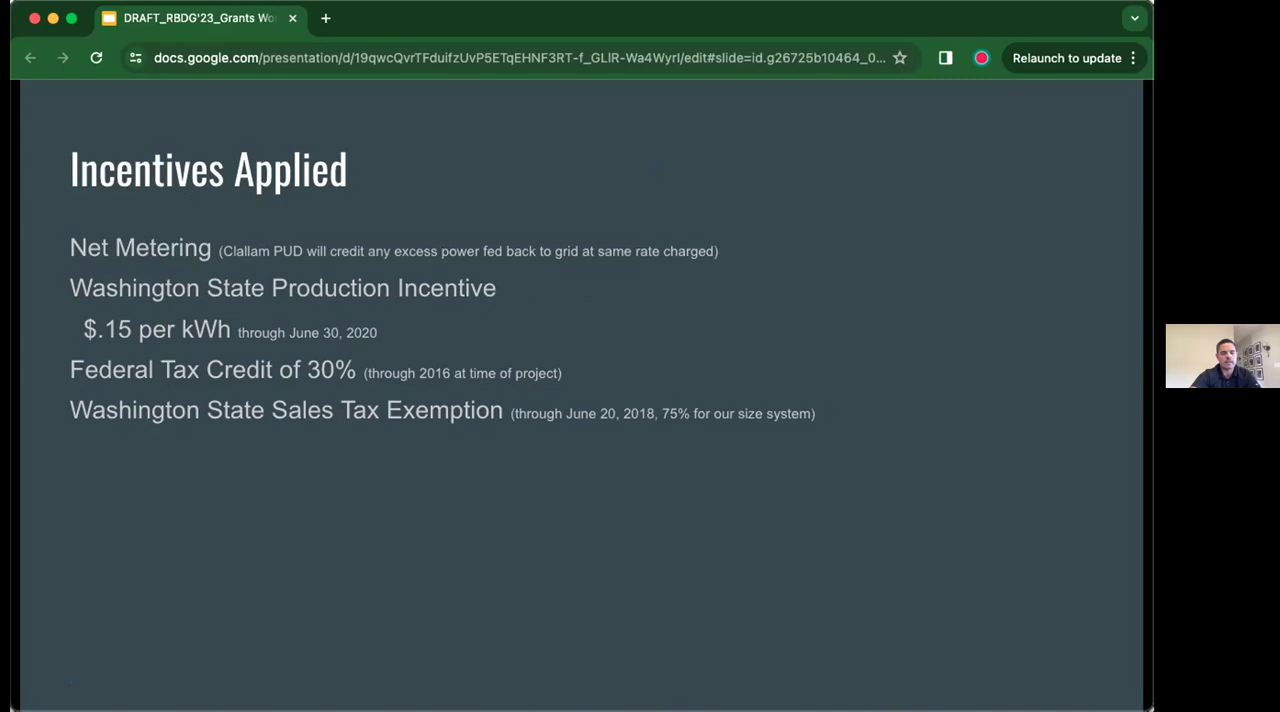 DRAFT_RBDG'23_Grants Wo
docs.google.com/presentation/d/19qwcQvrTFduifzUvP5ETqEHNF3RT-f_GLlR-Wa4WyrI/edit#slide=id.g26725b10464_0...
Relaunch to update
Incentives Applied
Net Metering (Clallam PUD will credit any excess power fed back to grid at same rate charged)
Washington State Production Incentive
$.15 per kWh through June 30, 2020
Federal Tax Credit of 30% (through 2016 at time of project)
Washington State Sales Tax Exemption (through June 20, 2018, 75% for our size system)